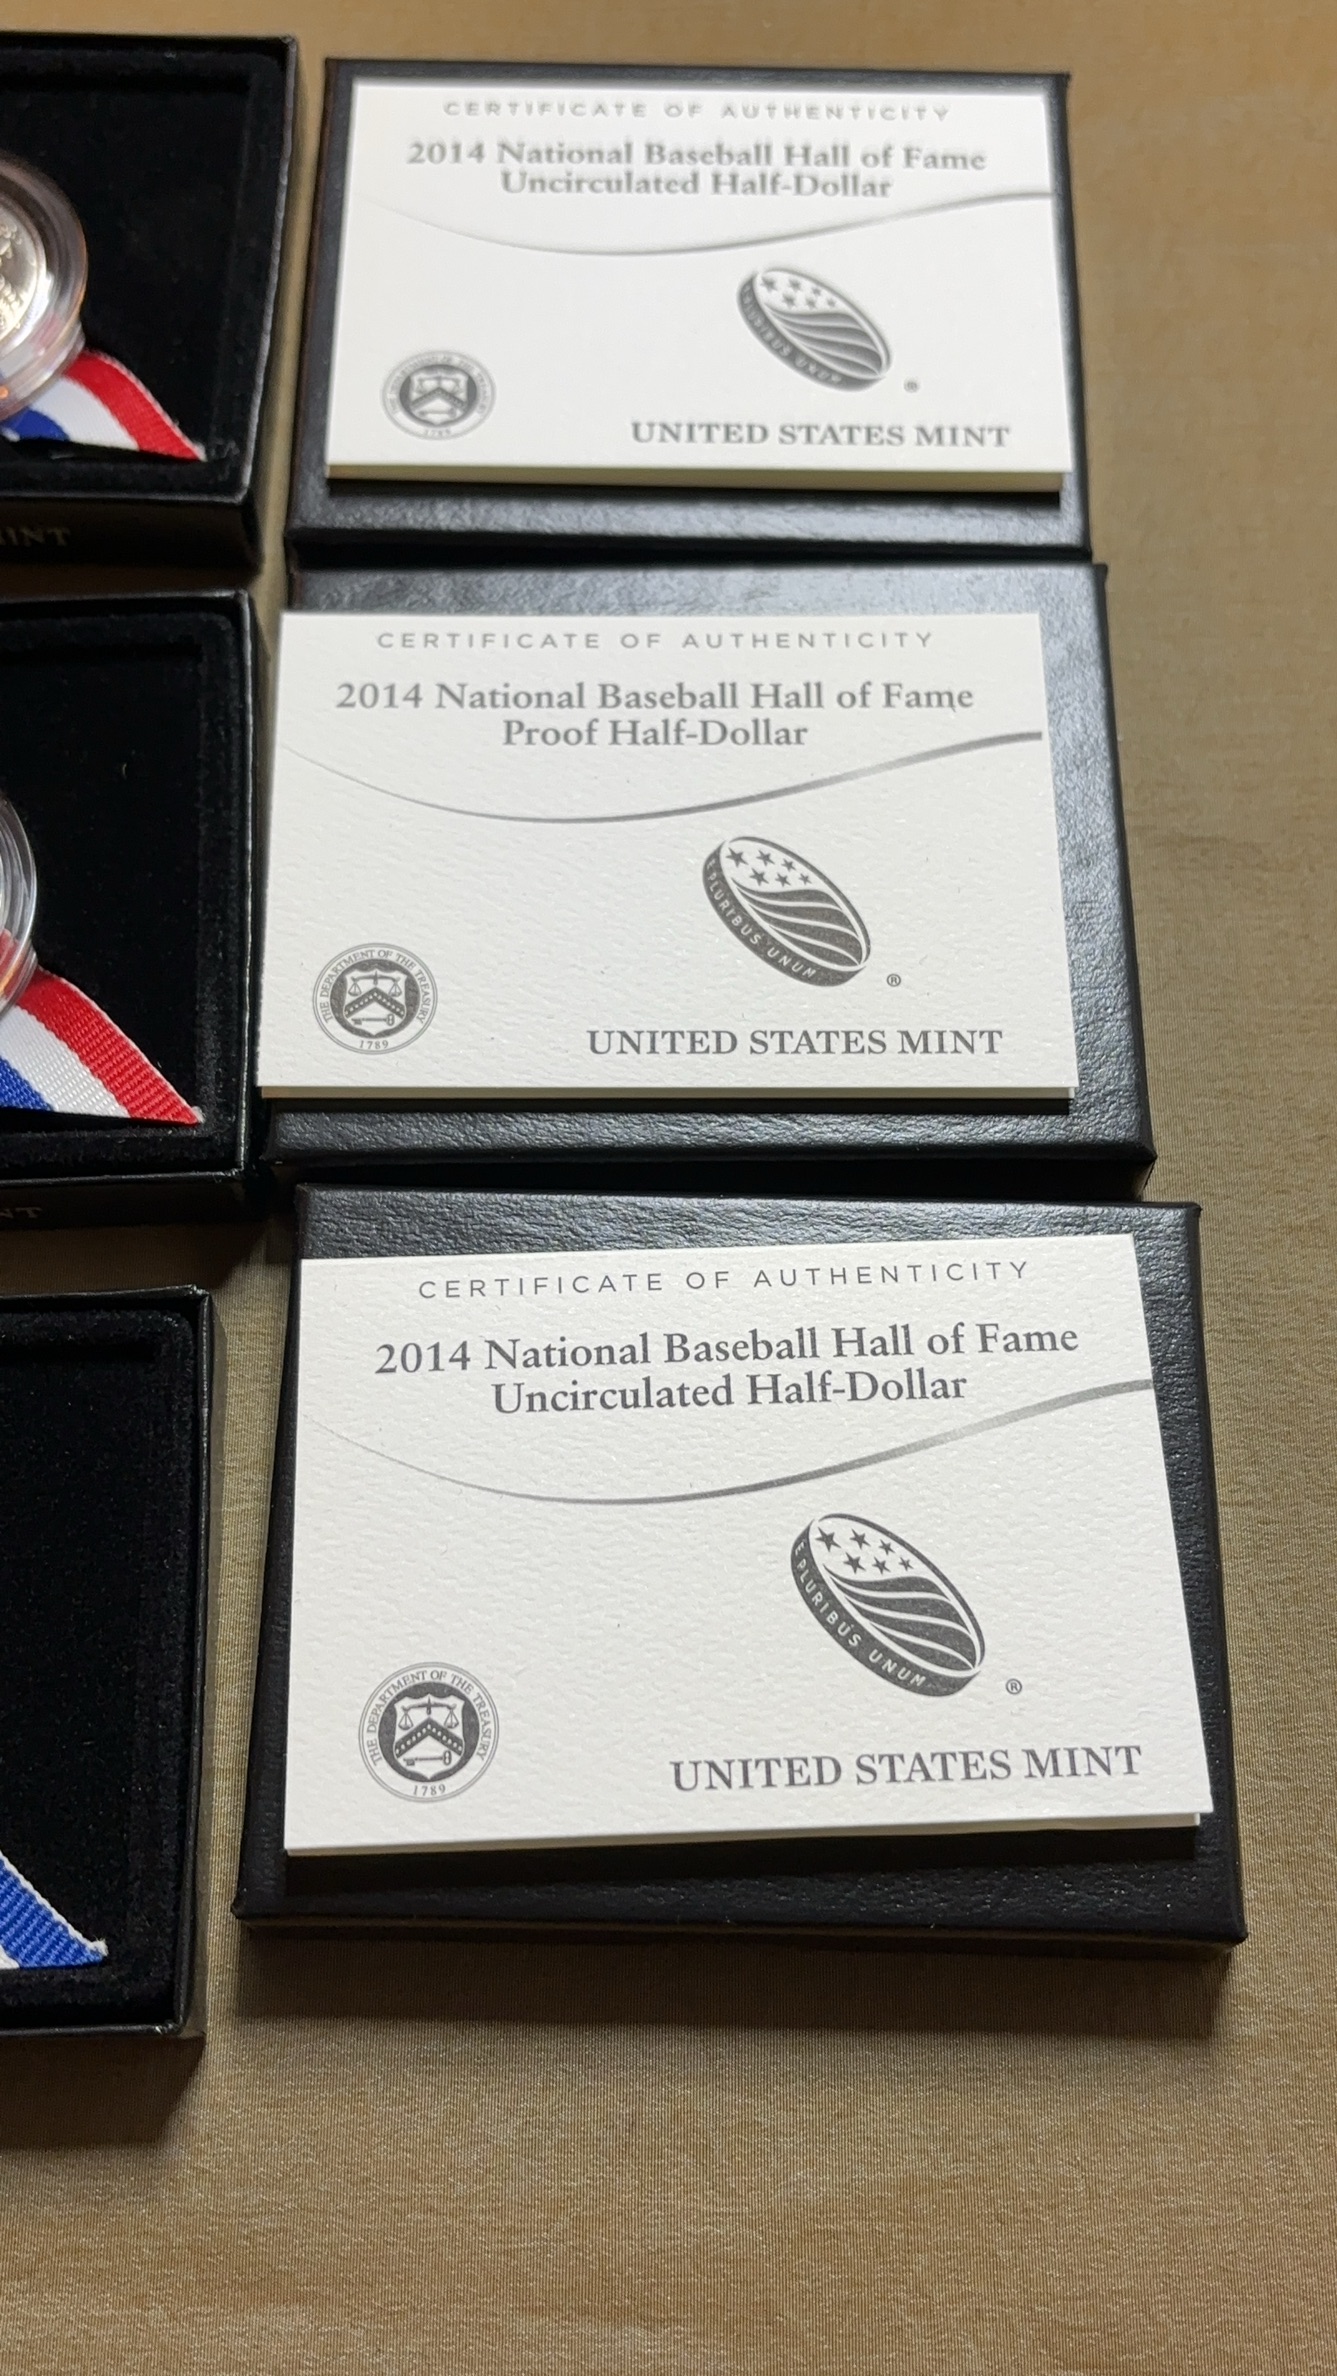 CERTIFICATE OF AUTHENTICITY
2014 National Baseball Hall of Fame
Uncirculated Half-Dollar
®
1789
UNITED STATES MINT
CERTIFICATE OF AUTHENTICITY
2014 National Baseball Hall of Fame
Proof Half-Dollar
E PLURIBUS UNUM
®
THE DEPARTMENT OF THE TREASURY
1789
UNITED STATES MINT
CERTIFICATE OF AUTHENTICITY
2014 National Baseball Hall of Fame
Uncirculated Half-Dollar
E PLURIBUS UNUM
®
THE DEPARTMENT OF THE TREASURY
1789
UNITED STATES MINT